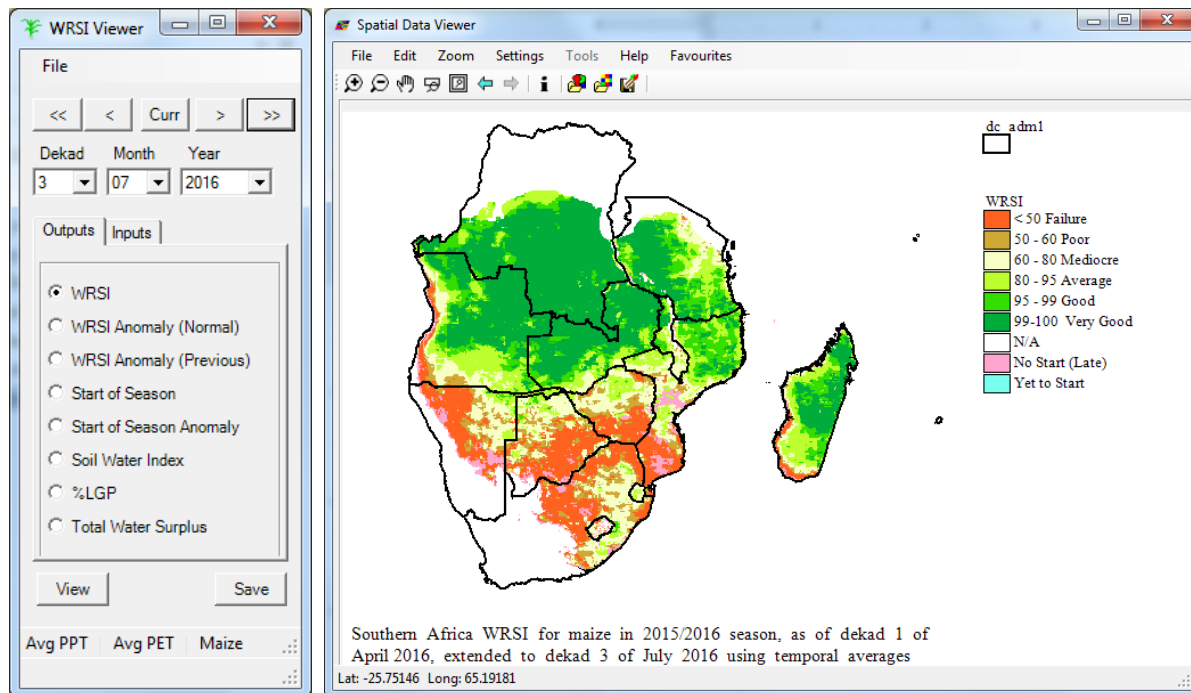 WRSI Viewer
File
<< < Curr > >>
Dekad Month Year
3 07 2016
Outputs Inputs
WRSI
WRSI Anomaly (Normal)
WRSI Anomaly (Previous)
Start of Season
Start of Season Anomaly
Soil Water Index
%LGP
Total Water Surplus
View Save
Avg PPT Avg PET Maize
Spatial Data Viewer
File Edit Zoom Settings Tools Help Favourites
dc_adm1
WRSI
< 50 Failure
50 - 60 Poor
60 - 80 Mediocre
80 - 95 Average
95 - 99 Good
99-100 Very Good
N/A
No Start (Late)
Yet to Start
Southern Africa WRSI for maize in 2015/2016 season, as of dekad 1 of
April 2016, extended to dekad 3 of July 2016 using temporal averages
Lat: -25.75146 Long: 65.19181